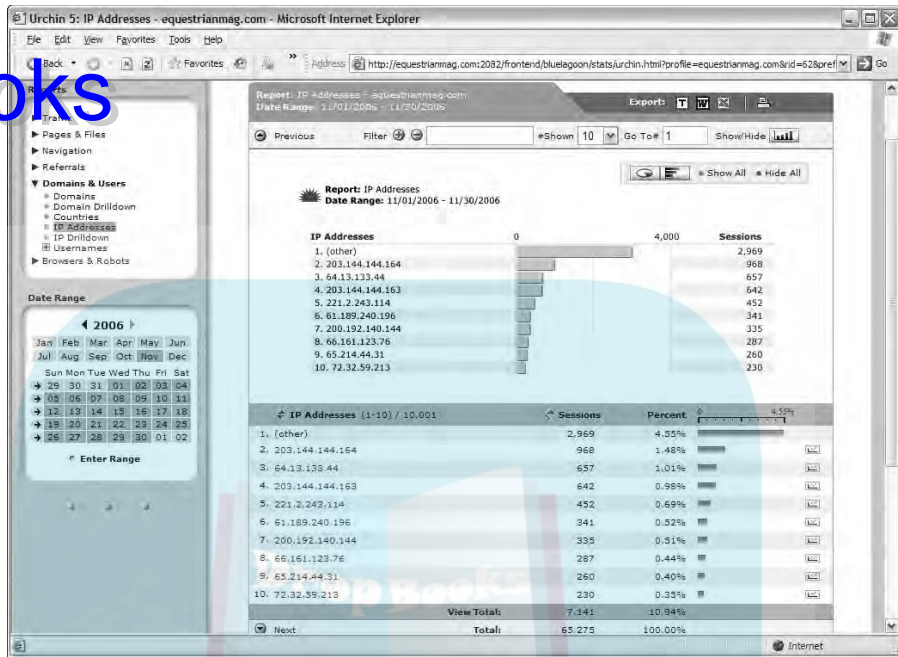 Urchin 5: IP Addresses - equestrianmag.com - Microsoft Internet Explorer
File Edit View Favorites Tools Help
Back Favorites » Address http://equestrianmag.com:2082/frontend/bluelagoon/stats/urchin.html?profile=equestrianmag.com&rid=62&pref Go
oks
Reports
Traffic
Pages & Files
Navigation
Referrals
Domains & Users
Domains
Domain Drilldown
Countries
IP Addresses
IP Drilldown
Usernames
Browsers & Robots
Date Range
2006
Jan Feb Mar Apr May Jun
Jul Aug Sep Oct Nov Dec
Sun Mon Tue Wed Thu Fri Sat
29 30 31 01 02 03 04
05 06 07 08 09 10 11
12 13 14 15 16 17 18
19 20 21 22 23 24 25
26 27 28 29 30 01 02
Enter Range
Report: IP Addresses - equestrianmag.com
Date Range: 11/01/2006 - 11/30/2006
Export:
Previous Filter #Shown 10 Go To# 1 Show/Hide
Show All Hide All
Report: IP Addresses
Date Range: 11/01/2006 - 11/30/2006
IP Addresses 0 4,000 Sessions
1. (other) 2,969
2. 203.144.144.164 968
3. 64.13.133.44 657
4. 203.144.144.163 642
5. 221.2.243.114 452
6. 61.189.240.196 341
7. 200.192.140.144 335
8. 66.161.123.76 287
9. 65.214.44.31 260
10. 72.32.59.213 230
IP Addresses (1-10) / 10,001 Sessions Percent 0 4.55%
1. (other) 2,969 4.55%
2. 203.144.144.164 968 1.48%
3. 64.13.133.44 657 1.01%
4. 203.144.144.163 642 0.98%
5. 221.2.243.114 452 0.69%
6. 61.189.240.196 341 0.52%
7. 200.192.140.144 335 0.51%
8. 66.161.123.76 287 0.44%
9. 65.214.44.31 260 0.40%
10. 72.32.59.213 230 0.35%
DropBooks
View Total: 7,141 10.94%
Next Total: 65,275 100.00%
Internet